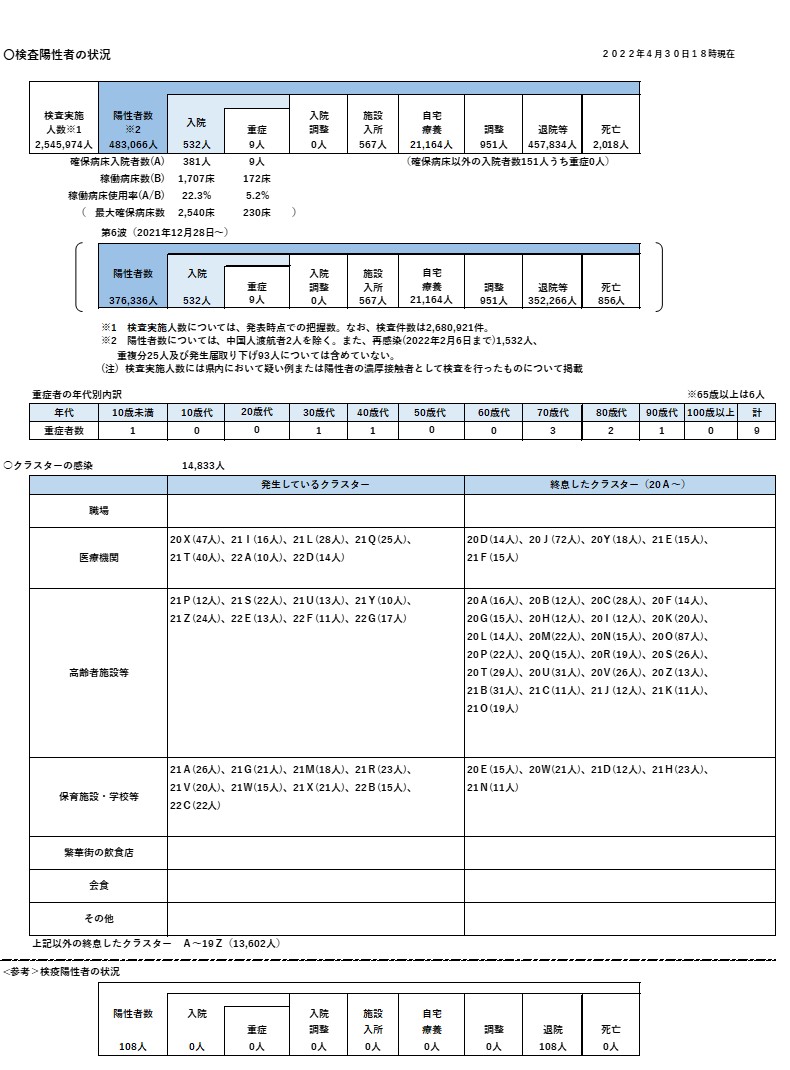 〇検査陽性者の状況 ２０２２年４月３０日１８時現在
検査実施 陽性者数 入院 入院 施設 自宅 調整 退院等 死亡
人数※1 ※2 重症 調整 入所 療養
2,545,974人 483,066人 532人 9人 0人 567人 21,164人 951人 457,834人 2,018人
確保病床入院者数(A) 381人 9人 （確保病床以外の入院者数151人うち重症0人）
稼働病床数(B) 1,707床 172床
稼働病床使用率(A/B) 22.3% 5.2%
（ 最大確保病床数 2,540床 230床 ）
第6波（2021年12月28日～）
陽性者数 入院 入院 施設 自宅 調整 退院等 死亡
重症 調整 入所 療養
376,336人 532人 9人 0人 567人 21,164人 951人 352,266人 856人
※1 検査実施人数については、発表時点での把握数。なお、検査件数は2,680,921件。
※2 陽性者数については、中国人渡航者2人を除く。また、再感染(2022年2月6日まで)1,532人、
重複分25人及び発生届取り下げ93人については含めていない。
（注）検査実施人数には県内において疑い例または陽性者の濃厚接触者として検査を行ったものについて掲載
重症者の年代別内訳 ※65歳以上は6人
年代 10歳未満 10歳代 20歳代 30歳代 40歳代 50歳代 60歳代 70歳代 80歳代 90歳代 100歳以上 計
重症者数 1 0 0 1 1 0 0 3 2 1 0 9
〇クラスターの感染 14,833人
発生しているクラスター 終息したクラスター（20Ａ～）
職場
医療機関
20Ｘ(47人)、21Ｉ(16人)、21Ｌ(28人)、21Ｑ(25人)、
21Ｔ(40人)、22Ａ(10人)、22Ｄ(14人)
20Ｄ(14人)、20Ｊ(72人)、20Ｙ(18人)、21Ｅ(15人)、
21Ｆ(15人)
高齢者施設等
21Ｐ(12人)、21Ｓ(22人)、21Ｕ(13人)、21Ｙ(10人)、
21Ｚ(24人)、22Ｅ(13人)、22Ｆ(11人)、22Ｇ(17人)
20Ａ(16人)、20Ｂ(12人)、20Ｃ(28人)、20Ｆ(14人)、
20Ｇ(15人)、20Ｈ(12人)、20Ｉ(12人)、20Ｋ(20人)、
20Ｌ(14人)、20Ｍ(22人)、20Ｎ(15人)、20Ｏ(87人)、
20Ｐ(22人)、20Ｑ(15人)、20Ｒ(19人)、20Ｓ(26人)、
20Ｔ(29人)、20Ｕ(31人)、20Ｖ(26人)、20Ｚ(13人)、
21Ｂ(31人)、21Ｃ(11人)、21Ｊ(12人)、21Ｋ(11人)、
21Ｏ(19人)
保育施設・学校等
21Ａ(26人)、21Ｇ(21人)、21Ｍ(18人)、21Ｒ(23人)、
21Ｖ(20人)、21Ｗ(15人)、21Ｘ(21人)、22Ｂ(15人)、
22Ｃ(22人)
20Ｅ(15人)、20Ｗ(21人)、21Ｄ(12人)、21Ｈ(23人)、
21Ｎ(11人)
繁華街の飲食店
会食
その他
上記以外の終息したクラスター Ａ～19Ｚ（13,602人）
<参考＞検疫陽性者の状況
陽性者数 入院 入院 施設 自宅 調整 退院 死亡
重症 調整 入所 療養
108人 0人 0人 0人 0人 0人 0人 108人 0人